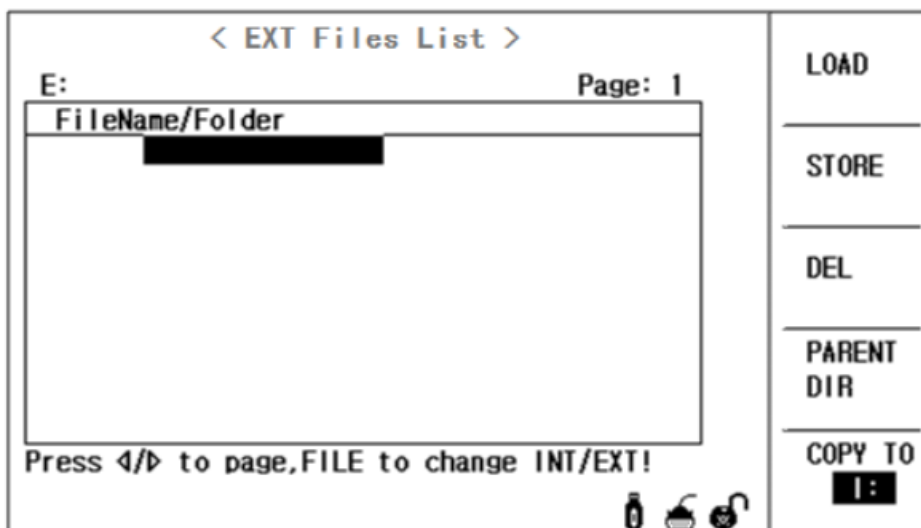 < EXT Files List >
E: Page: 1
FileName/Folder
Press ◁/▷ to page,FILE to change INT/EXT!
LOAD
STORE
DEL
PARENT
DIR
COPY TO
I: